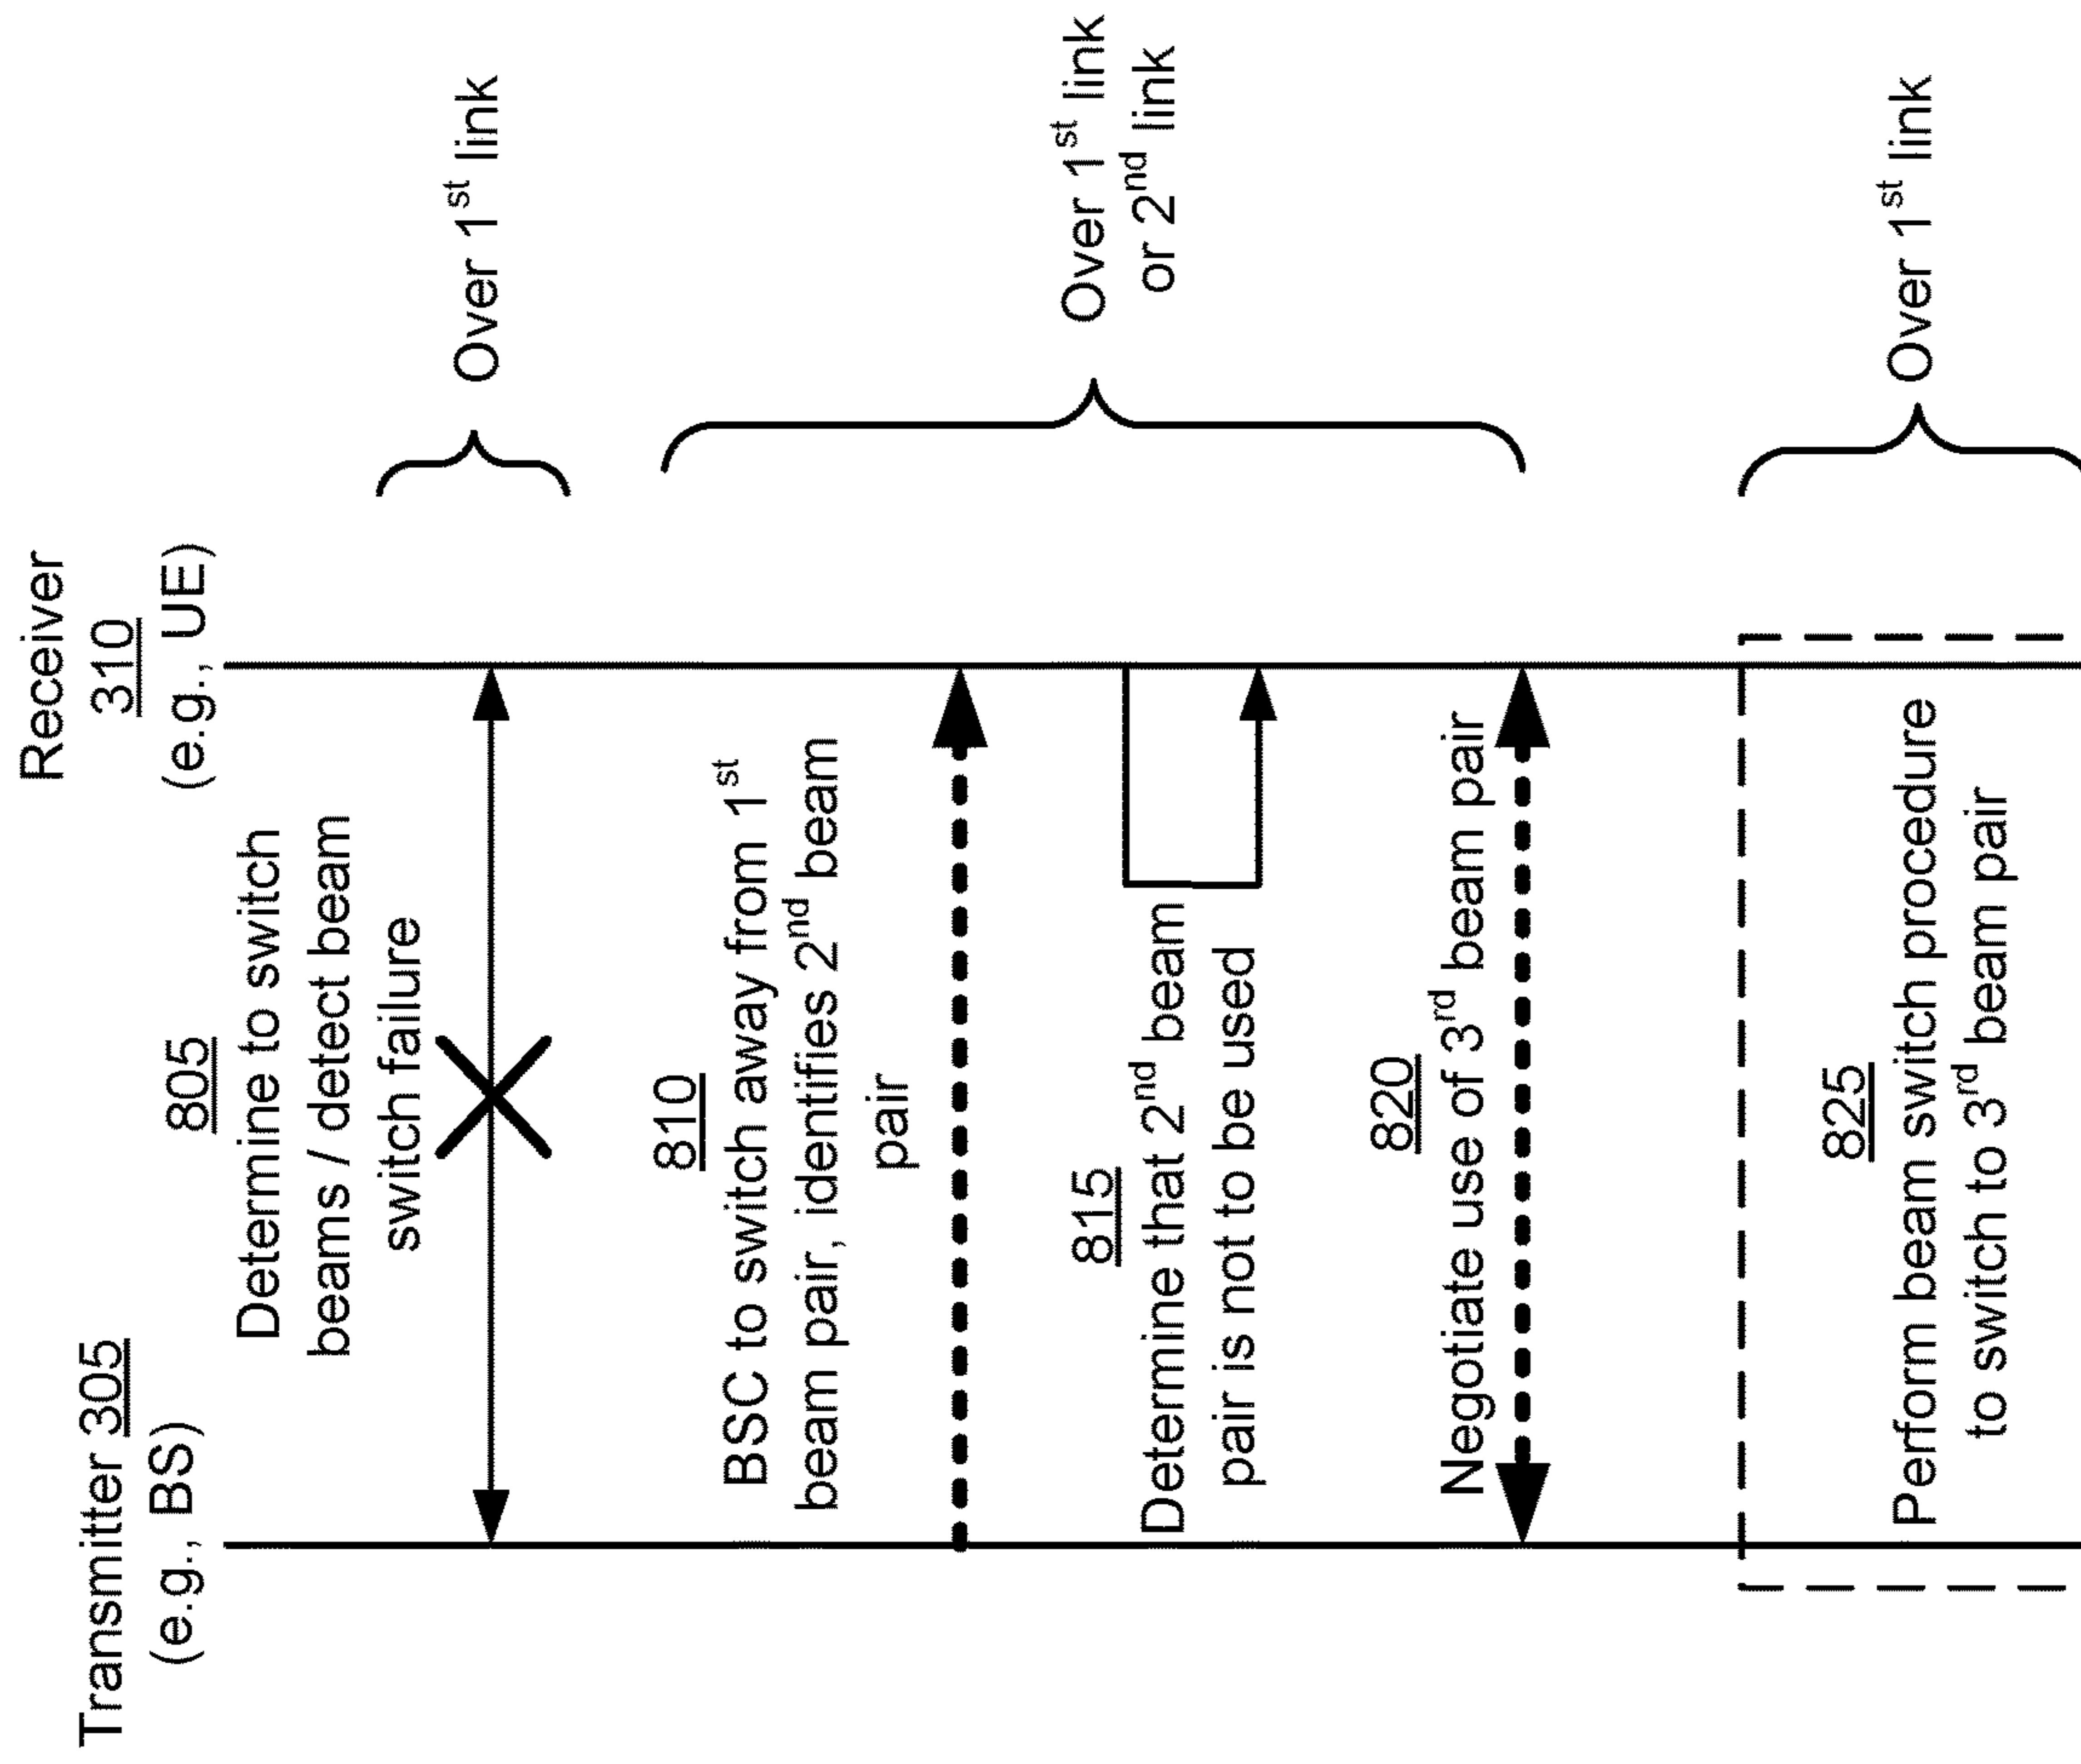 Transmitter 305
(e.g., BS)
Receiver
310
(e.g., UE)
805
Determine to switch
beams / detect beam
switch failure
Over 1st link
810
BSC to switch away from 1st
beam pair, identifies 2nd beam
pair
815
Determine that 2nd beam
pair is not to be used
Over 1st link
or 2nd link
820
Negotiate use of 3rd beam pair
825
Perform beam switch procedure
to switch to 3rd beam pair
Over 1st link